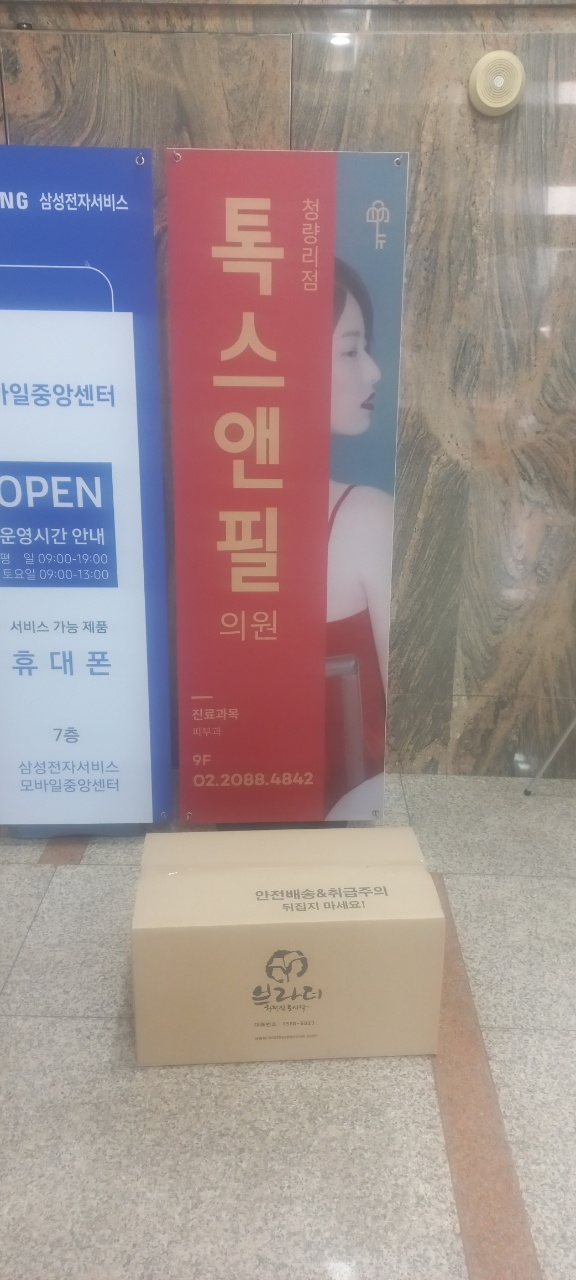 NG 삼성전자서비스
바일중앙센터
OPEN
운영시간 안내
평 일 09:00-19:00
토요일 09:00-13:00
서비스 가능 제품
휴대폰
7층
삼성전자서비스
모바일중앙센터
청량리점
톡스앤필
의원
진료과목
피부과
9F
02.2088.4842
안전배송&취급주의
뒤집지 마세요!
브라더